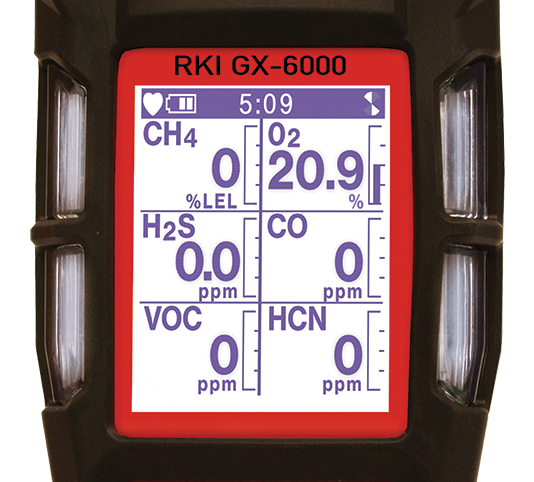 RKI GX-6000
5:09
CH4 O2
0 20.9
%LEL %
H2S CO
0.0 0
ppm ppm
VOC HCN
0 0
ppm ppm